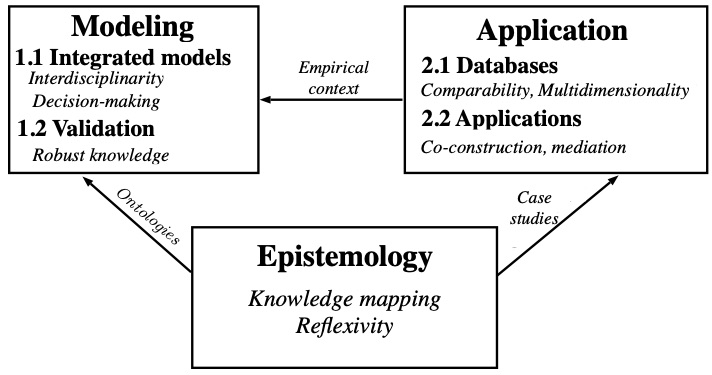 Modeling
1.1 Integrated models
Interdisciplinarity
Decision-making
1.2 Validation
Robust knowledge
Empirical
context
Application
2.1 Databases
Comparability, Multidimensionality
2.2 Applications
Co-construction, mediation
Ontologies
Case
studies
Epistemology
Knowledge mapping
Reflexivity